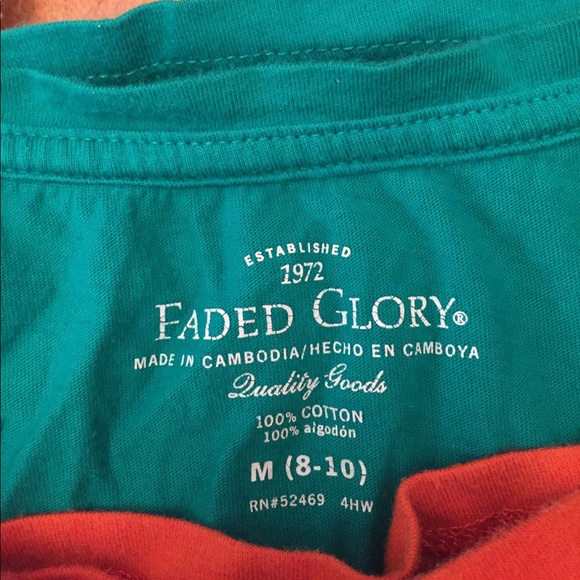 ESTABLISHED
1972
FADED GLORY®
MADE IN CAMBODIA/HECHO EN CAMBOYA
Quality Goods
100% COTTON
100% algodón
M (8-10)
RN#52469 4HW